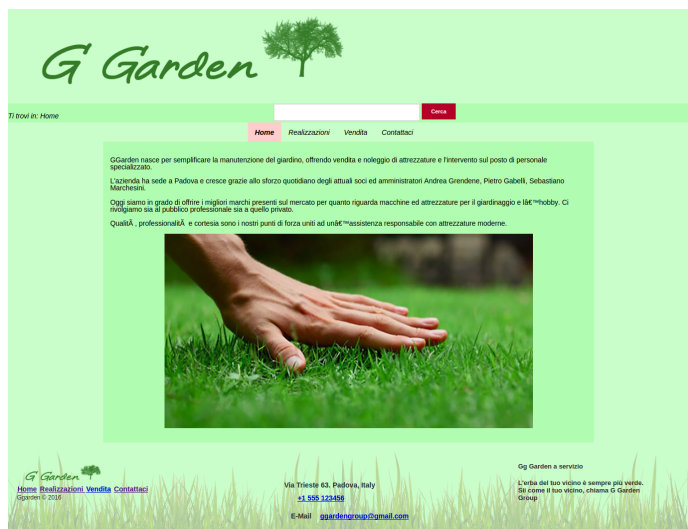 G Garden
Cerca
Ti trovi in: Home
Home Realizzazioni Vendita Contattaci
GGarden nasce per semplificare la manutenzione del giardino, offrendo vendita e noleggio di attrezzature e l'intervento sul posto di personale
specializzato.
L'azienda ha sede a Padova e cresce grazie allo sforzo quotidiano degli attuali soci ed amministratori Andrea Grendene, Pietro Gabelli, Sebastiano
Marchesini.
Oggi siamo in grado di offrire i migliori marchi presenti sul mercato per quanto riguarda macchine ed attrezzature per il giardinaggio e lâ€™hobby. Ci
rivolgiamo sia al pubblico professionale sia a quello privato.
QualitÃ , professionalitÃ  e cortesia sono i nostri punti di forza uniti ad unâ€™assistenza responsabile con attrezzature moderne.
G Garden
Home Realizzazioni Vendita Contattaci
Ggarden © 2016
Via Trieste 63. Padova, Italy
+1 555 123456
E-Mail ggardengroup@gmail.com
Gg Garden a servizio
L'erba del tuo vicino è sempre più verde.
Sii come il tuo vicino, chiama G Garden
Group